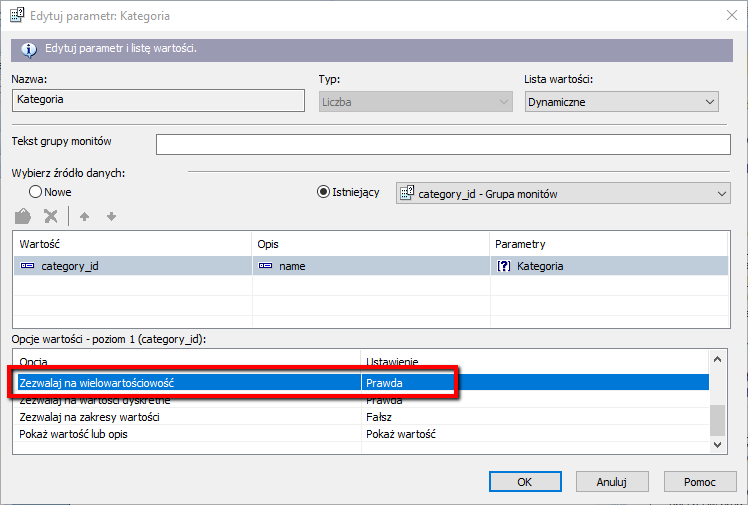 Edytuj parametr: Kategoria
Edytuj parametr i listę wartości.
Nazwa: Typ: Lista wartości:
Kategoria Liczba Dynamiczne
Tekst grupy monitów
Wybierz źródło danych:
Nowe Istniejący category_id - Grupa monitów
Wartość Opis Parametry
category_id name [?] Kategoria
Opcje wartości - poziom 1 (category_id):
Opcja Ustawienie
Zezwalaj na wielowartościowość Prawda
Zezwalaj na wartości dyskretne Prawda
Zezwalaj na zakresy wartości Fałsz
Pokaż wartość lub opis Pokaż wartość
OK Anuluj Pomoc